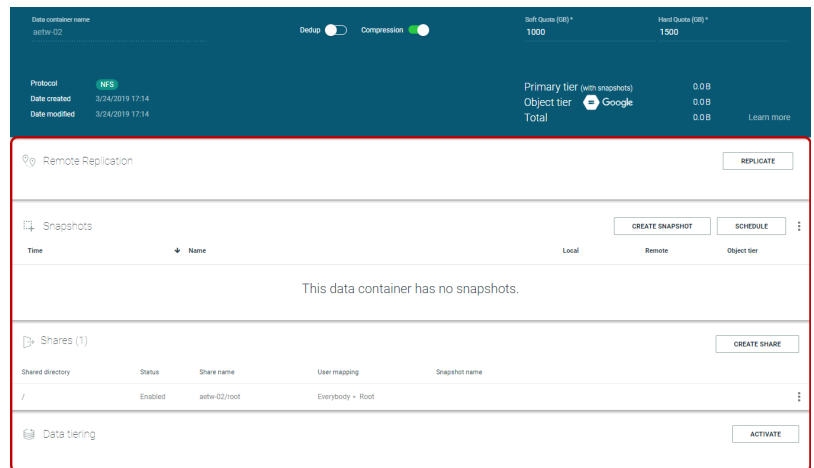 Data container name
aetw-02
Dedup Compression
Soft Quota (GB) *
1000
Hard Quota (GB) *
1500
Protocol NFS
Date created 3/24/2019 17:14
Date modified 3/24/2019 17:14
Primary tier (with snapshots) 0.0 B
Object tier Google 0.0 B
Total 0.0 B Learn more
Remote Replication REPLICATE
Snapshots CREATE SNAPSHOT SCHEDULE
Time Name Local Remote Object tier
This data container has no snapshots.
Shares (1) CREATE SHARE
Shared directory Status Share name User mapping Snapshot name
/ Enabled aetw-02/root Everybody • Root
Data tiering ACTIVATE